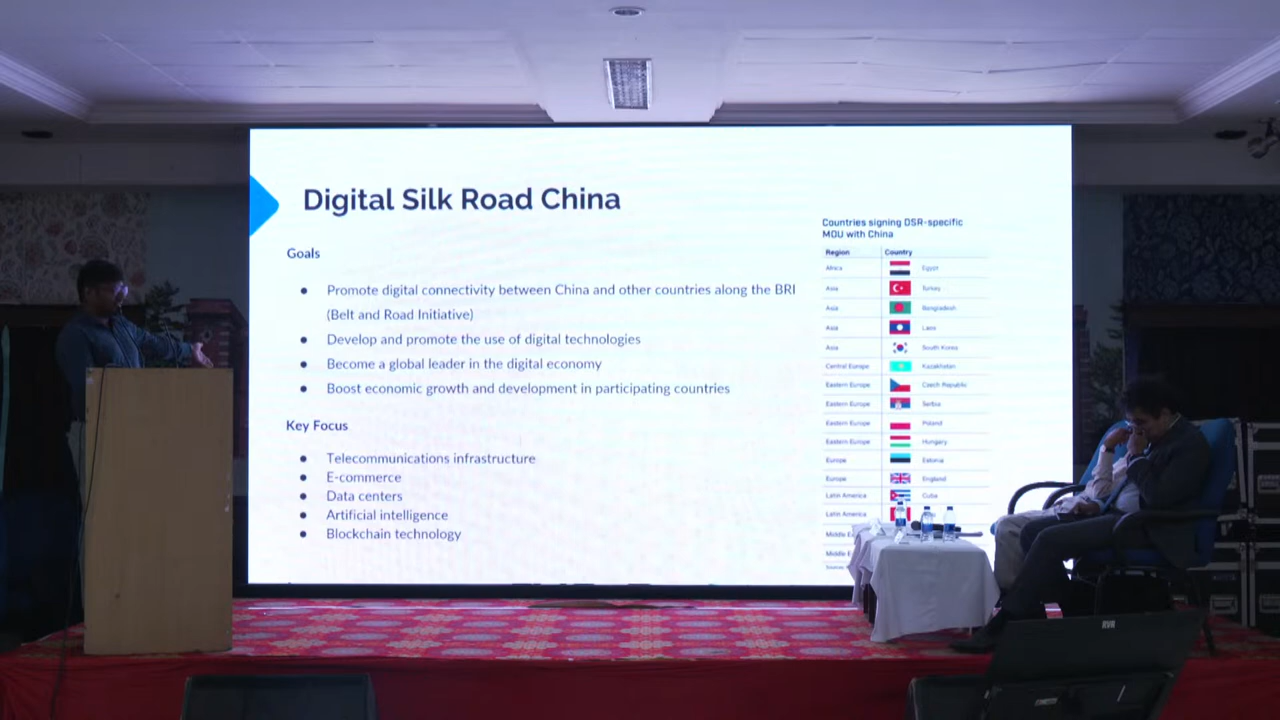 Digital Silk Road China
Goals
● Promote digital connectivity between China and other countries along the BRI
(Belt and Road Initiative)
● Develop and promote the use of digital technologies
● Become a global leader in the digital economy
● Boost economic growth and development in participating countries
Key Focus
● Telecommunications infrastructure
● E-commerce
● Data centers
● Artificial intelligence
● Blockchain technology
Countries signing DSR-specific
MOU with China
Region Country
Africa Egypt
Asia Turkey
Asia Bangladesh
Asia Laos
Asia South Korea
Central Europe Kazakhstan
Eastern Europe Czech Republic
Eastern Europe Serbia
Eastern Europe Poland
Eastern Europe Hungary
Europe Estonia
Europe England
Latin America Cuba
Latin America
Middle
Middle
RVR